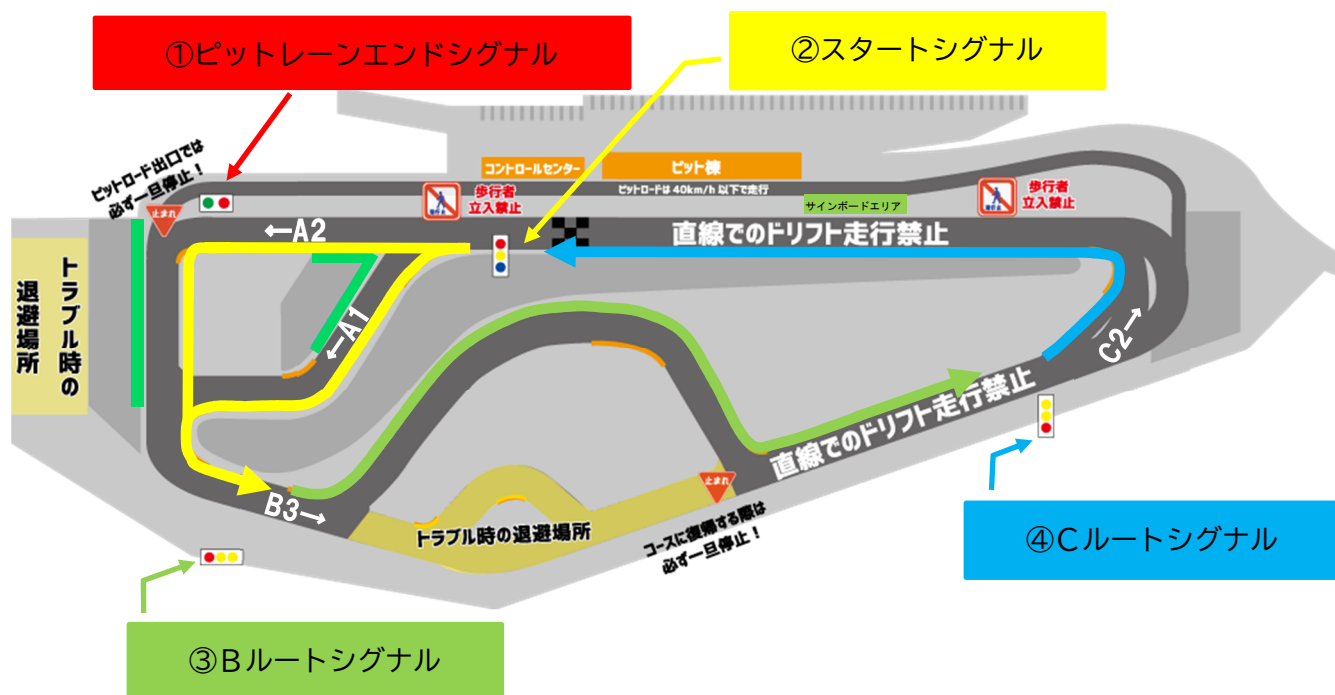 ①ピットレーンエンドシグナル
②スタートシグナル
ピットロード出口では
必ず一旦停止！
止まれ
コントロールセンター
ピット棟
ピットロードは 40km/h 以下で走行
歩行者
立入禁止
サインボードエリア
歩行者
立入禁止
←A2
直線でのドリフト走行禁止
トラブル時の
退避場所
←A1
C2→
直線でのドリフト走行禁止
B3→
トラブル時の退避場所
止まれ
コースに復帰する際は
必ず一旦停止！
③Ｂルートシグナル
④Ｃルートシグナル